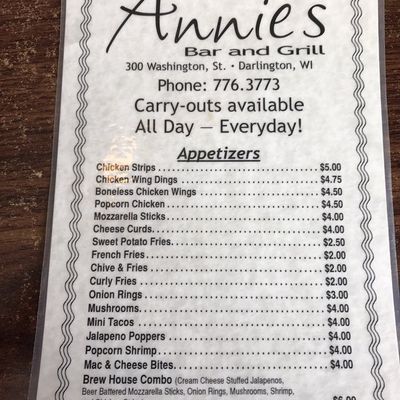 Annie's
Bar and Grill
300 Washington, St. • Darlington, WI
Phone: 776.3773
Carry-outs available
All Day — Everyday!
Appetizers
Chicken Strips $5.00
Chicken Wing Dings $4.75
Boneless Chicken Wings $4.50
Popcorn Chicken $4.50
Mozzarella Sticks $4.00
Cheese Curds $4.00
Sweet Potato Fries $2.50
French Fries $2.00
Chive & Fries $2.00
Curly Fries $2.00
Onion Rings $3.00
Mushrooms $4.00
Mini Tacos $4.00
Jalapeno Poppers $4.00
Popcorn Shrimp $4.00
Mac & Cheese Bites $4.00
Brew House Combo (Cream Cheese Stuffed Jalapenos,
Beer Battered Mozzarella Sticks, Onion Rings, Mushrooms, Shrimp,
$6.00